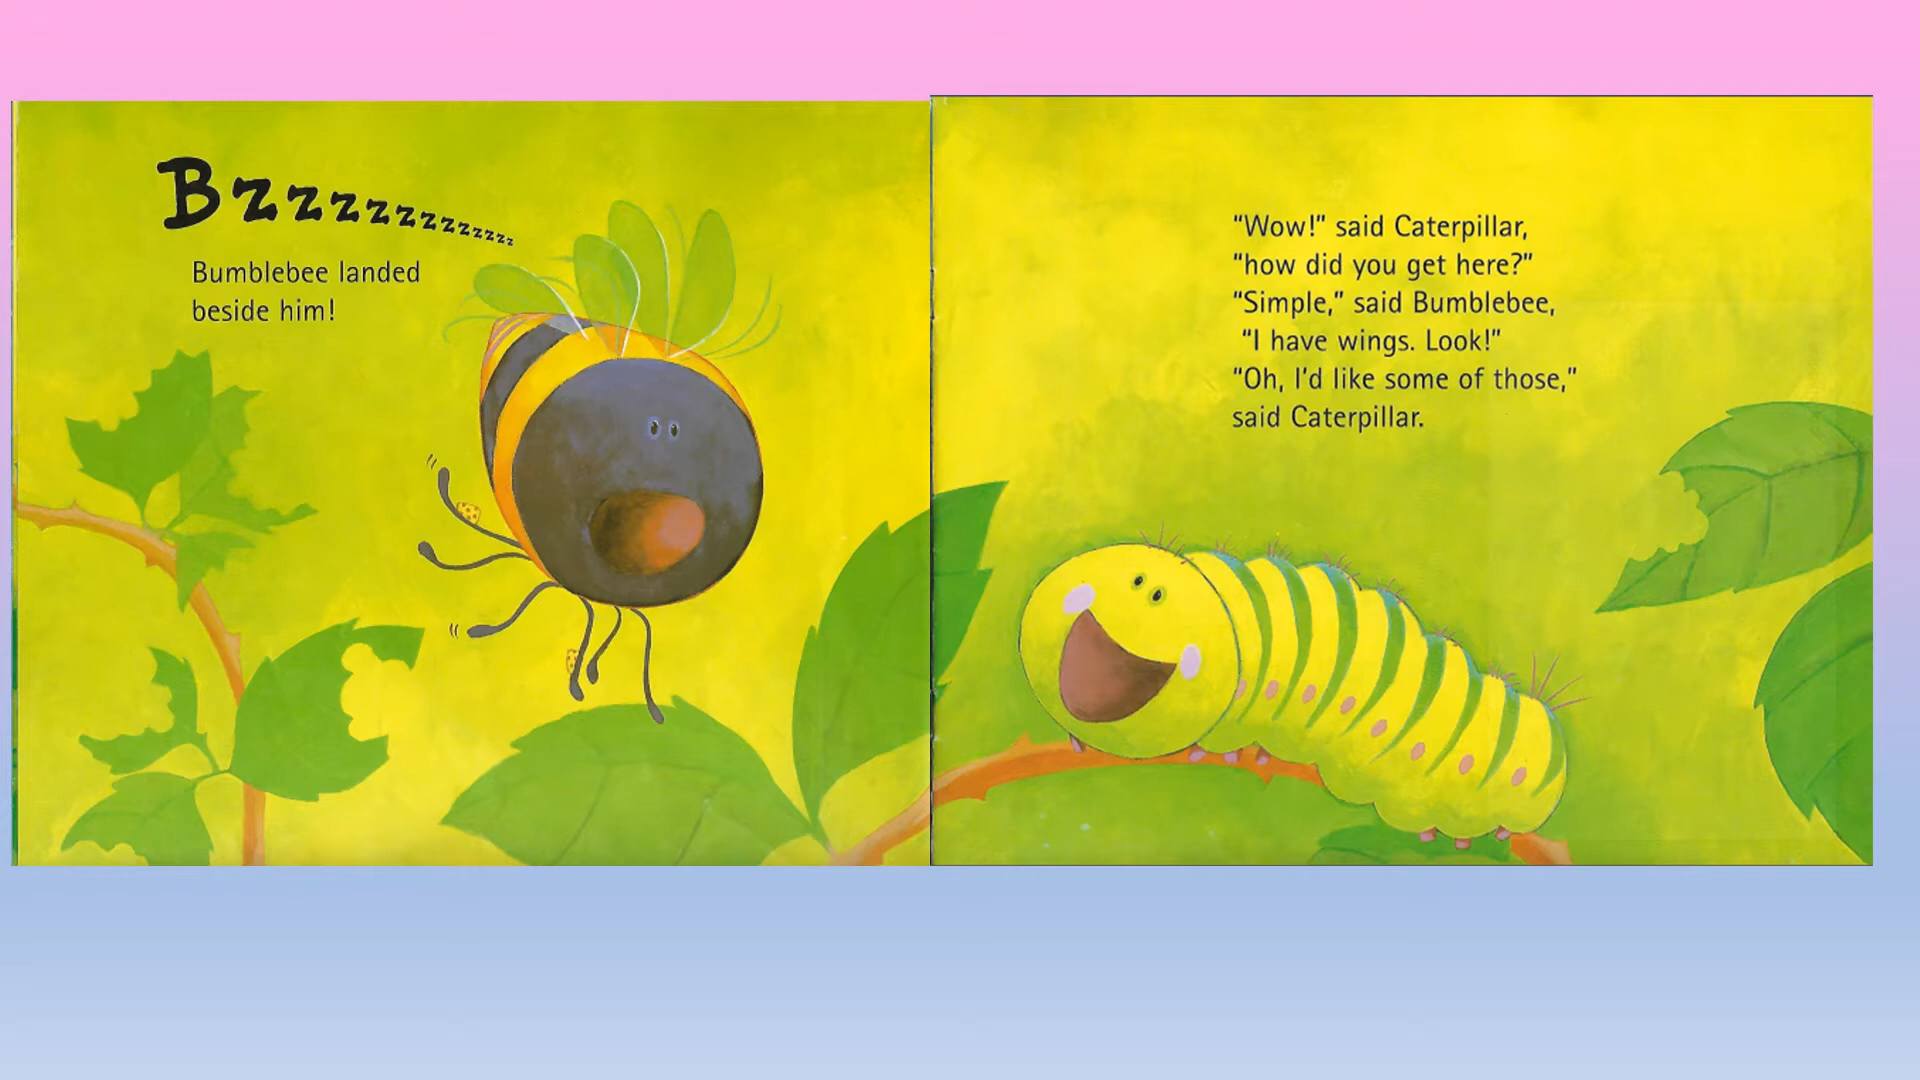 Bzzzzzzzzzzzzzz
Bumblebee landed
beside him!
“Wow!” said Caterpillar,
“how did you get here?”
“Simple,” said Bumblebee,
“I have wings. Look!”
“Oh, I’d like some of those,”
said Caterpillar.